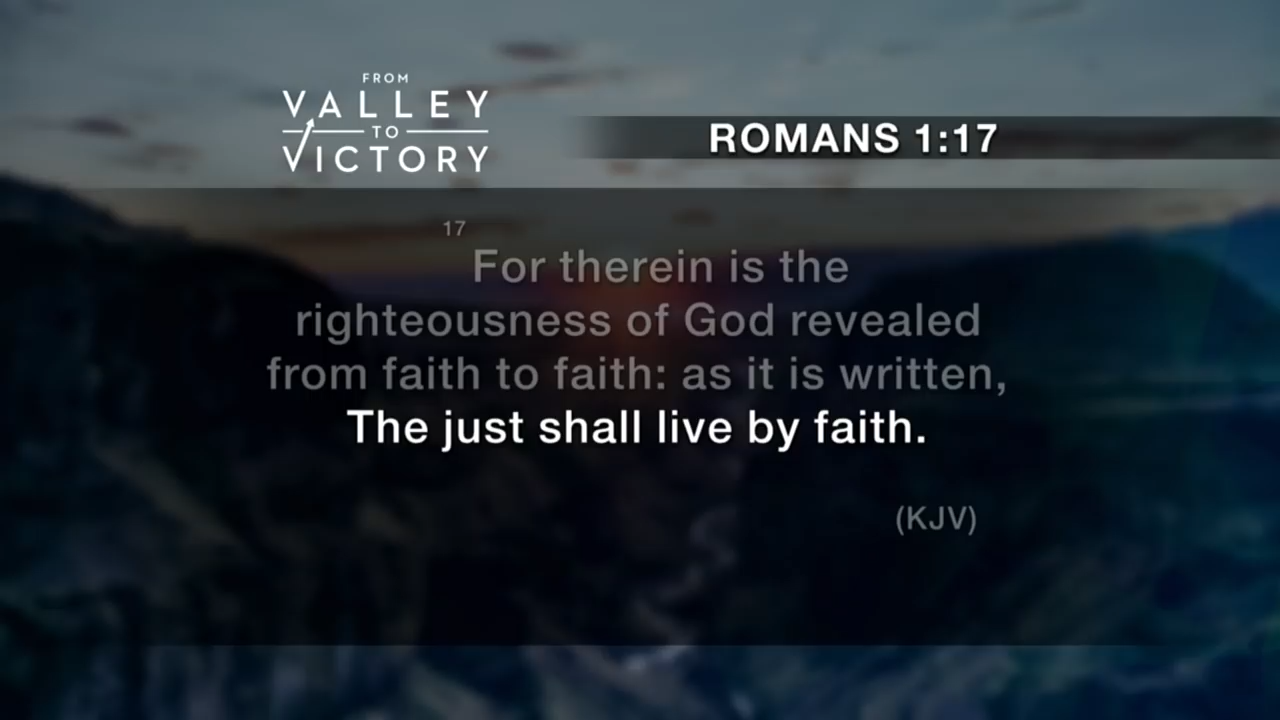 FROM
VALLEY
TO
VICTORY
ROMANS 1:17
17
For therein is the
righteousness of God revealed
from faith to faith: as it is written,
The just shall live by faith.
(KJV)